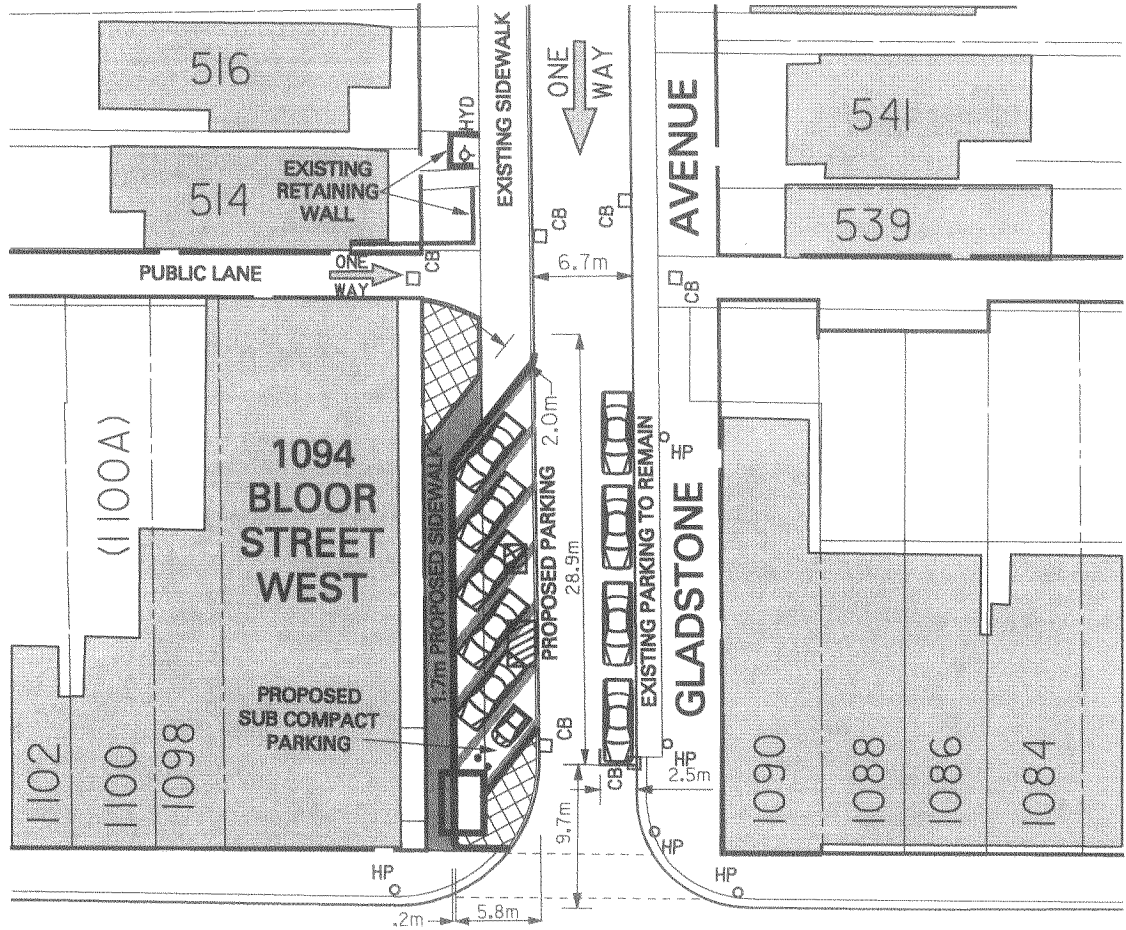 516
HYD
EXISTING SIDEWALK
ONE
WAY
AVENUE
541
EXISTING
RETAINING
WALL
514
CB
CB
539
PUBLIC LANE
ONE
WAY
CB
6.7m
CB
2.0m
(1100A)
1094
BLOOR
STREET
WEST
1.7m PROPOSED SIDEWALK
PROPOSED PARKING
28.9m
EXISTING PARKING TO REMAIN
HP
GLADSTONE
PROPOSED
SUB COMPACT
PARKING
CB
HP
CB
2.5m
1102
1100
1098
1090
1088
1086
1084
9.7m
HP
HP
HP
.2m
5.8m